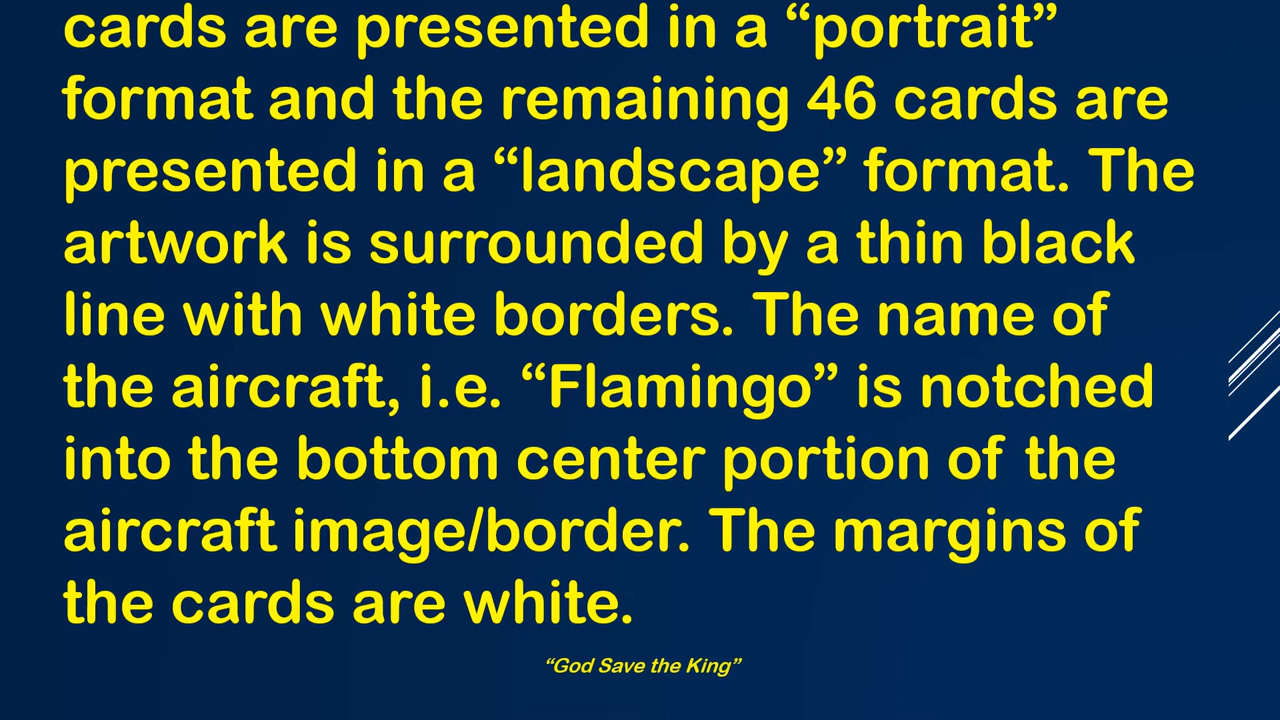 cards are presented in a “portrait”
format and the remaining 46 cards are
presented in a “landscape” format. The
artwork is surrounded by a thin black
line with white borders. The name of
the aircraft, i.e. “Flamingo” is notched
into the bottom center portion of the
aircraft image/border. The margins of
the cards are white.
“God Save the King”